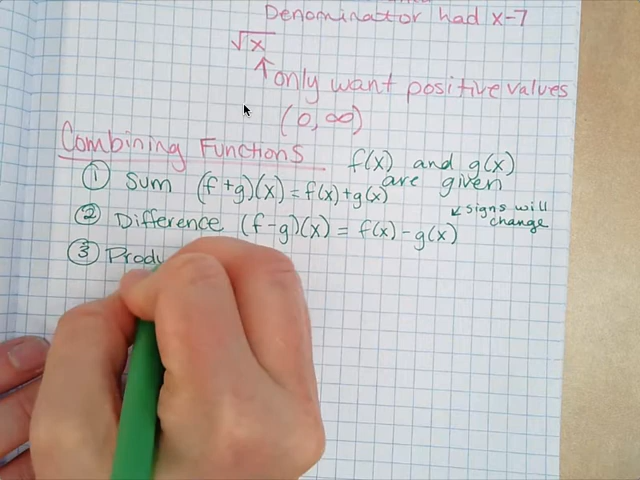 Denominator had x-7
√x
↑ only want positive values
(0, ∞)
Combining Functions f(x) and g(x)
are given
① Sum (f+g)(x) = f(x)+g(x)
signs will
change
② Difference (f-g)(x) = f(x) - g(x)
③ Produ